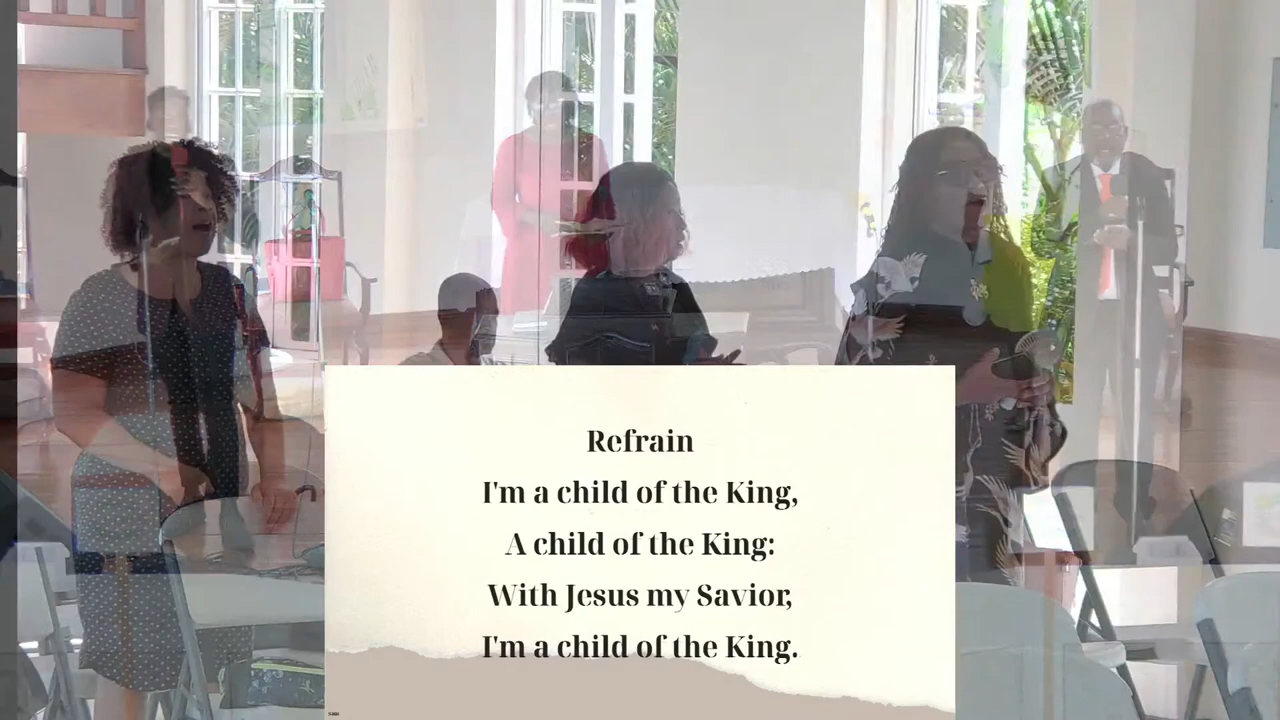 Refrain
I'm a child of the King,
A child of the King:
With Jesus my Savior,
I'm a child of the King.